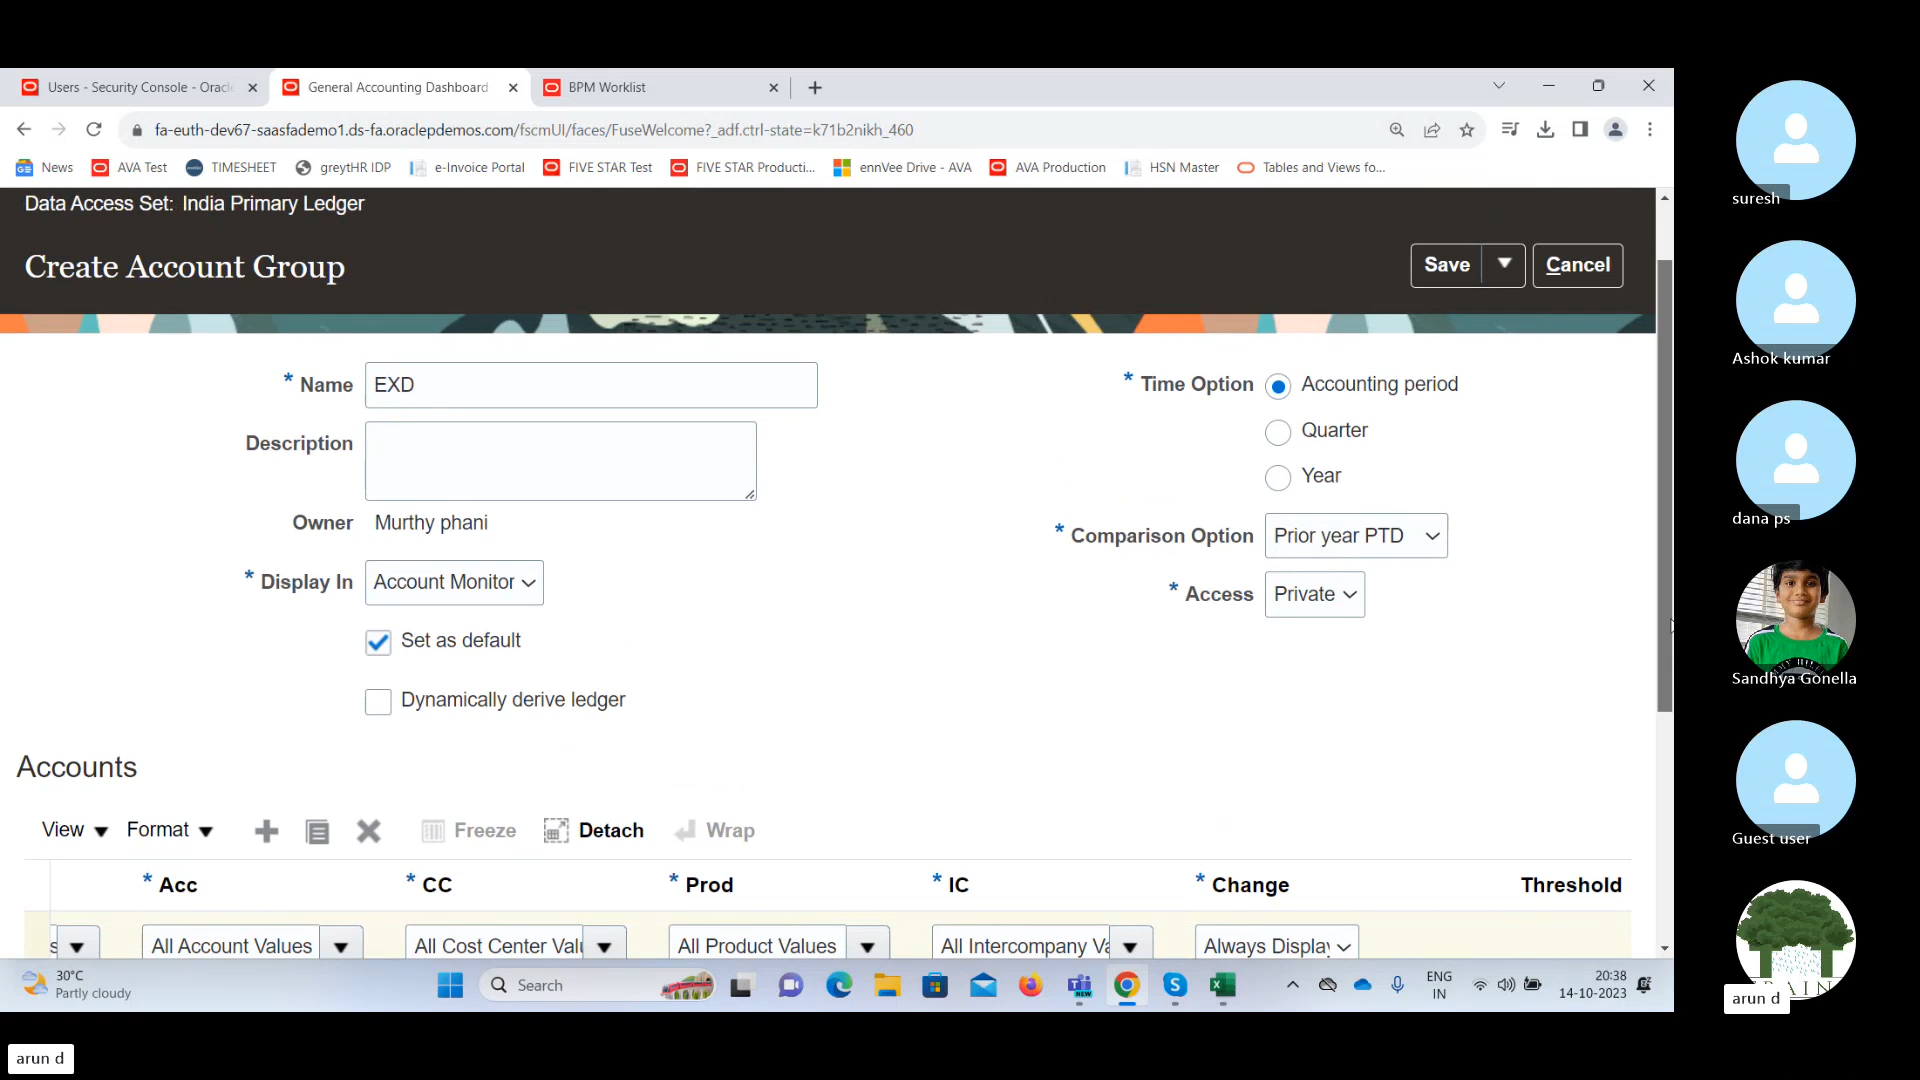 Users - Security Console - Oracl
General Accounting Dashboard
BPM Worklist
fa-euth-dev67-saasfademo1.ds-fa.oraclepdemos.com/fscmUI/faces/FuseWelcome?_adf.ctrl-state=k71b2nikh_460
News
AVA Test
TIMESHEET
greytHR IDP
e-Invoice Portal
FIVE STAR Test
FIVE STAR Producti...
ennVee Drive - AVA
AVA Production
HSN Master
Tables and Views fo...
Data Access Set: India Primary Ledger
Create Account Group
Save
Cancel
* Name EXD
Description
Owner Murthy phani
* Display In Account Monitor
Set as default
Dynamically derive ledger
* Time Option Accounting period
Quarter
Year
* Comparison Option Prior year PTD
* Access Private
Accounts
View Format Freeze Detach Wrap
* Acc * CC * Prod * IC * Change Threshold
s All Account Values All Cost Center Valu All Product Values All Intercompany Va Always Display
30°C
Partly cloudy
Search
ENG
IN
20:38
14-10-2023
suresh
Ashok kumar
dana ps
Sandhya Gonella
Guest user
arun d
arun d